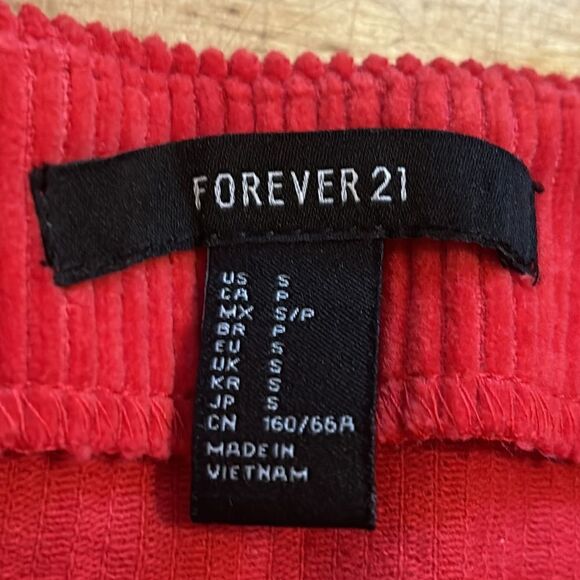 FOREVER 21
US S
CA P
MX S/P
BR P
EU S
UK S
KR S
JP S
CN 160/66A
MADE IN
VIETNAM